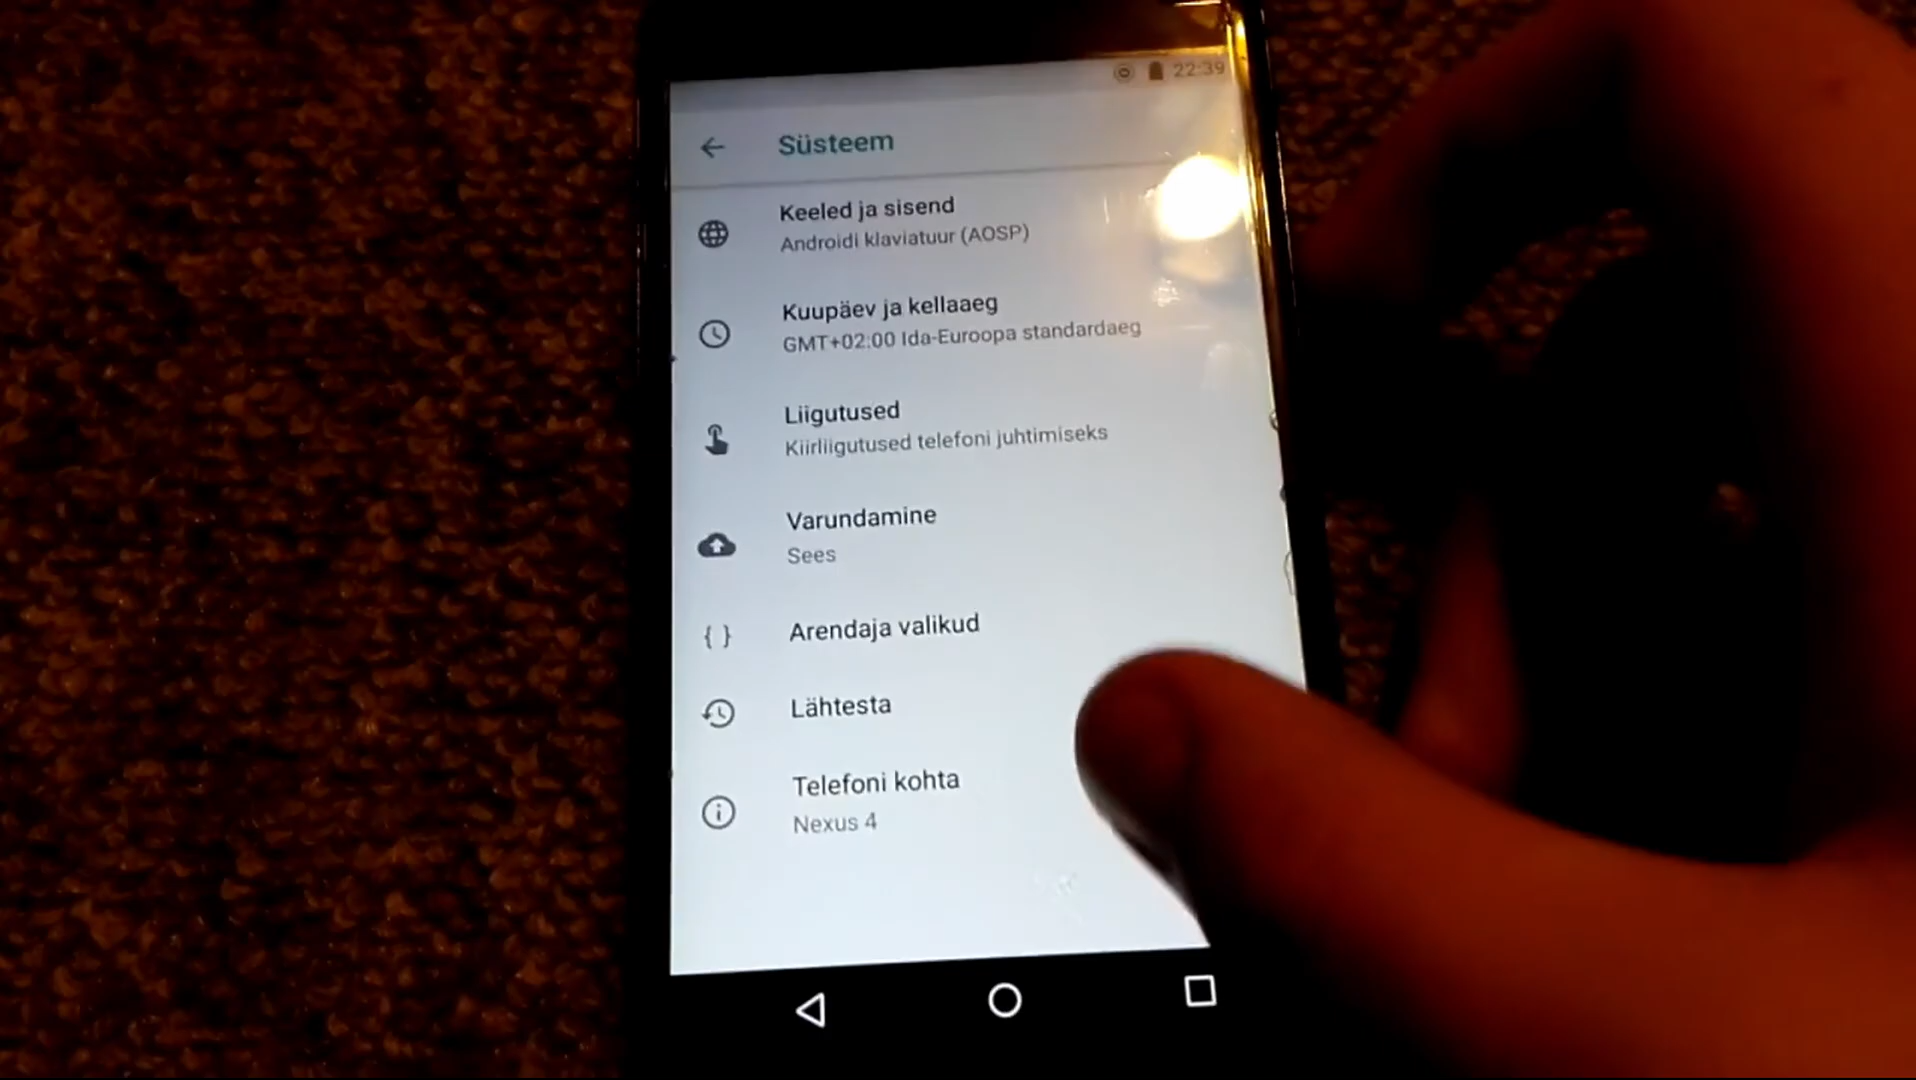 22:39
Süsteem
Keeled ja sisend
Androidi klaviatuur (AOSP)
Kuupäev ja kellaaeg
GMT+02:00 Ida-Euroopa standardaeg
Liigutused
Kiirliigutused telefoni juhtimiseks
Varundamine
Sees
{ } Arendaja valikud
Lähtesta
Telefoni kohta
Nexus 4